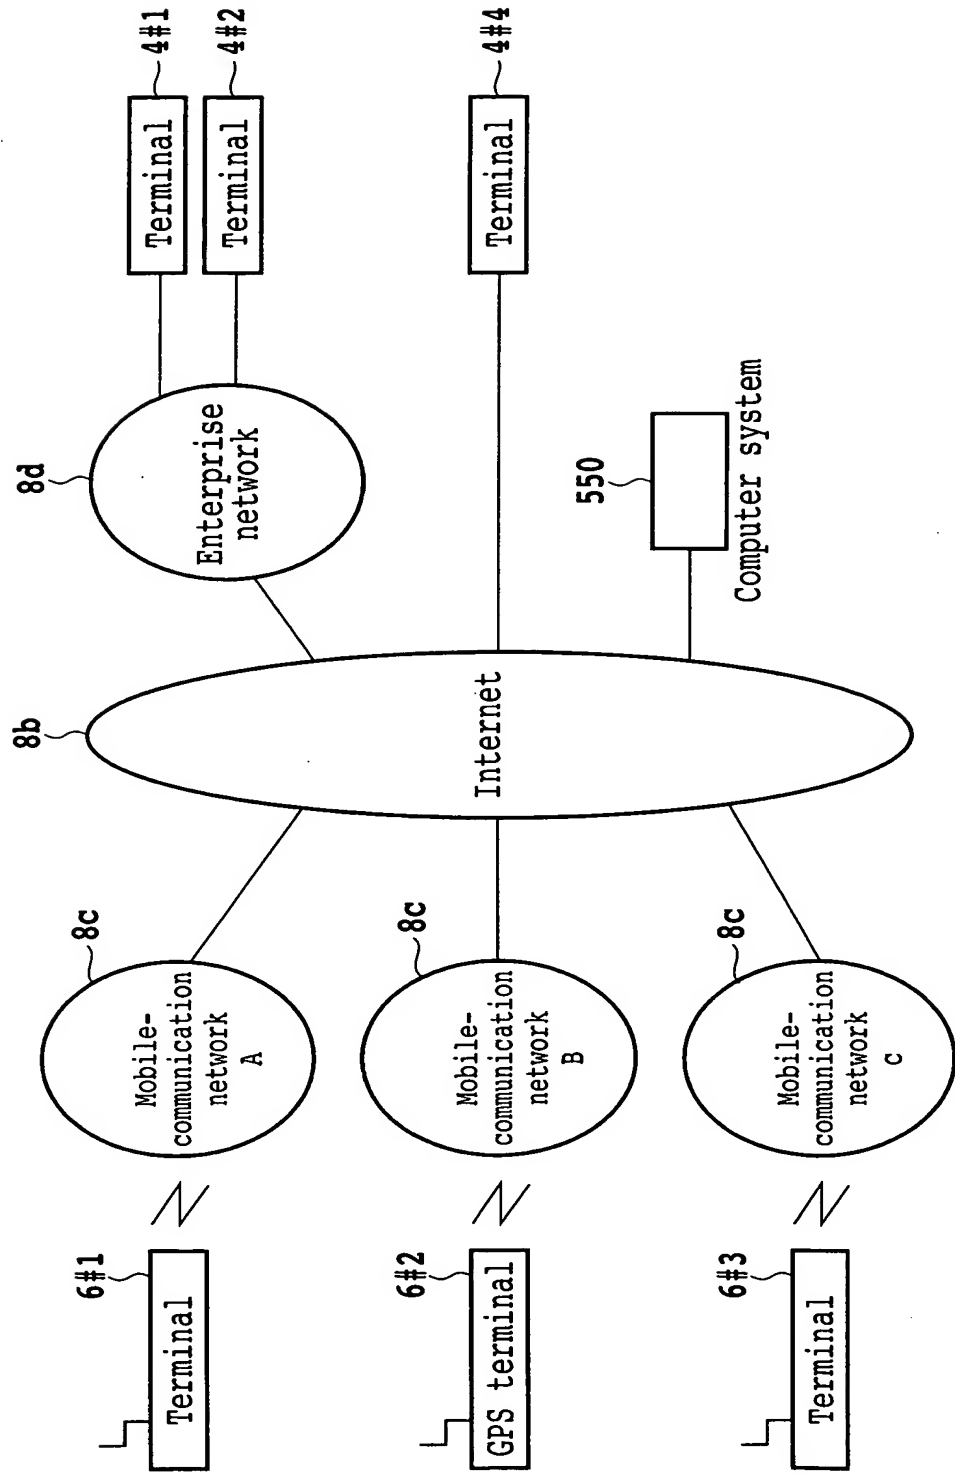 8d
Enterprise
network
Terminal
4#1
Terminal
4#2
8b
Internet
Terminal
4#4
550
Computer system
8c
Mobile-
communication
network
A
8c
Mobile-
communication
network
B
8c
Mobile-
communication
network
C
6#1
Terminal
6#2
GPS terminal
6#3
Terminal